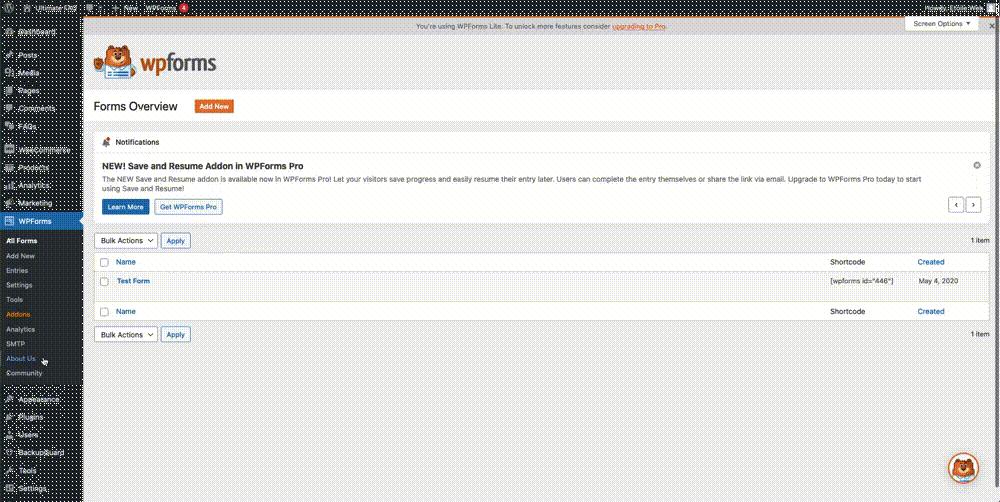 Ultimate FAQ
New
WPForms
You're using WPForms Lite. To unlock more features consider upgrading to Pro.
Screen Options
Dashboard
Posts
Media
Pages
Comments
FAQs
WooCommerce
Products
Analytics
Marketing
WPForms
All Forms
Add New
Entries
Settings
Tools
Addons
Analytics
SMTP
About Us
Community
Appearance
Plugins
Users
BackupGuard
Tools
Settings
wpforms
Forms Overview
Add New
Notifications
NEW! Save and Resume Addon in WPForms Pro
The NEW Save and Resume addon is available now in WPForms Pro! Let your visitors save progress and easily resume their entry later. Users can complete the entry themselves or share the link via email. Upgrade to WPForms Pro today to start
using Save and Resume!
Learn More
Get WPForms Pro
Bulk Actions
Apply
1 item
Name Shortcode Created
Test Form [wpforms id="446"] May 4, 2020
Name Shortcode Created
Bulk Actions
Apply
1 item